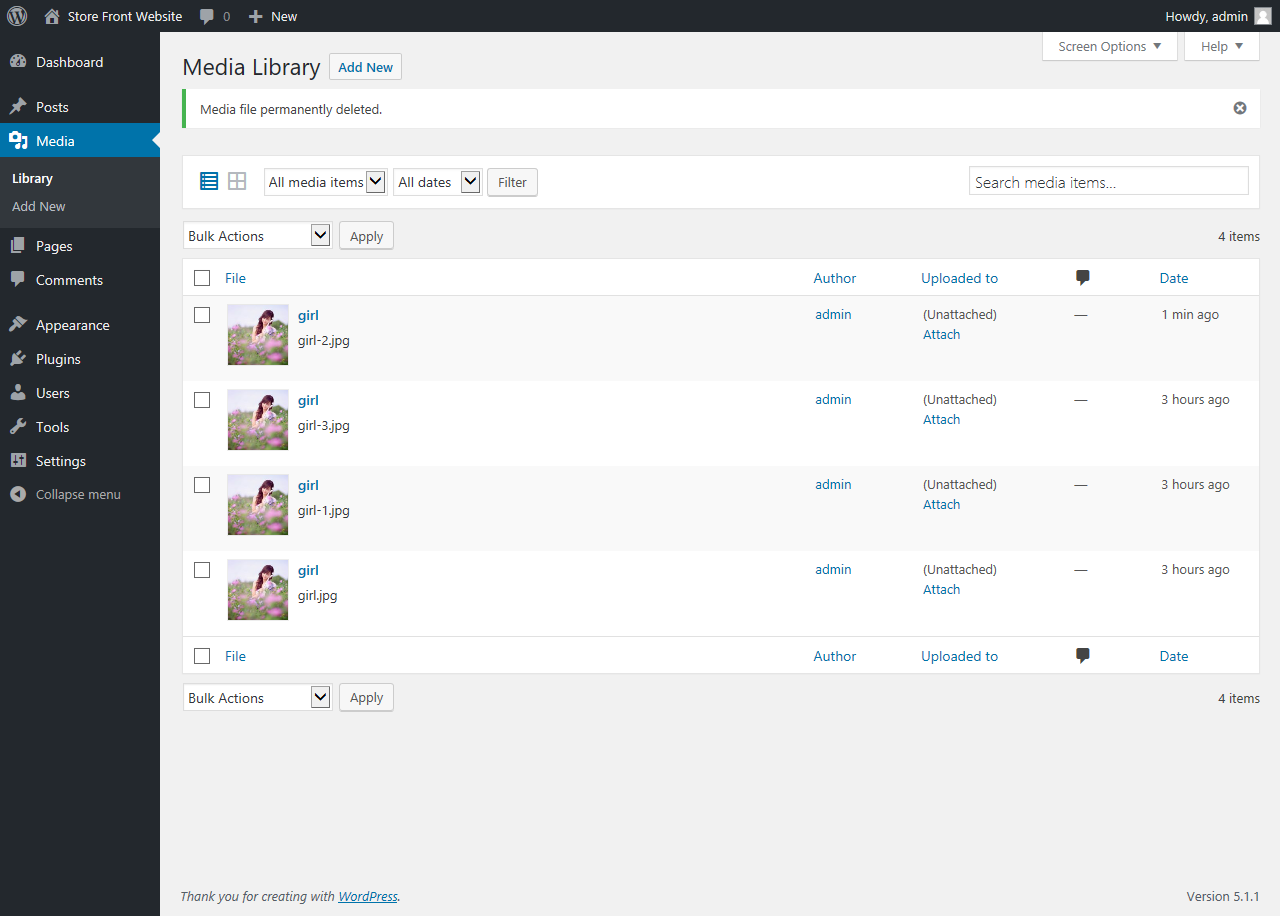 Store Front Website 0 New Howdy, admin
Screen Options Help
Dashboard
Posts
Media
Library
Add New
Pages
Comments
Appearance
Plugins
Users
Tools
Settings
Collapse menu
Media Library Add New
Media file permanently deleted.
All media items All dates Filter Search media items...
Bulk Actions Apply 4 items
File Author Uploaded to Date
girl admin (Unattached) — 1 min ago
girl-2.jpg Attach
girl admin (Unattached) — 3 hours ago
girl-3.jpg Attach
girl admin (Unattached) — 3 hours ago
girl-1.jpg Attach
girl admin (Unattached) — 3 hours ago
girl.jpg Attach
File Author Uploaded to Date
Bulk Actions Apply 4 items
Thank you for creating with WordPress. Version 5.1.1